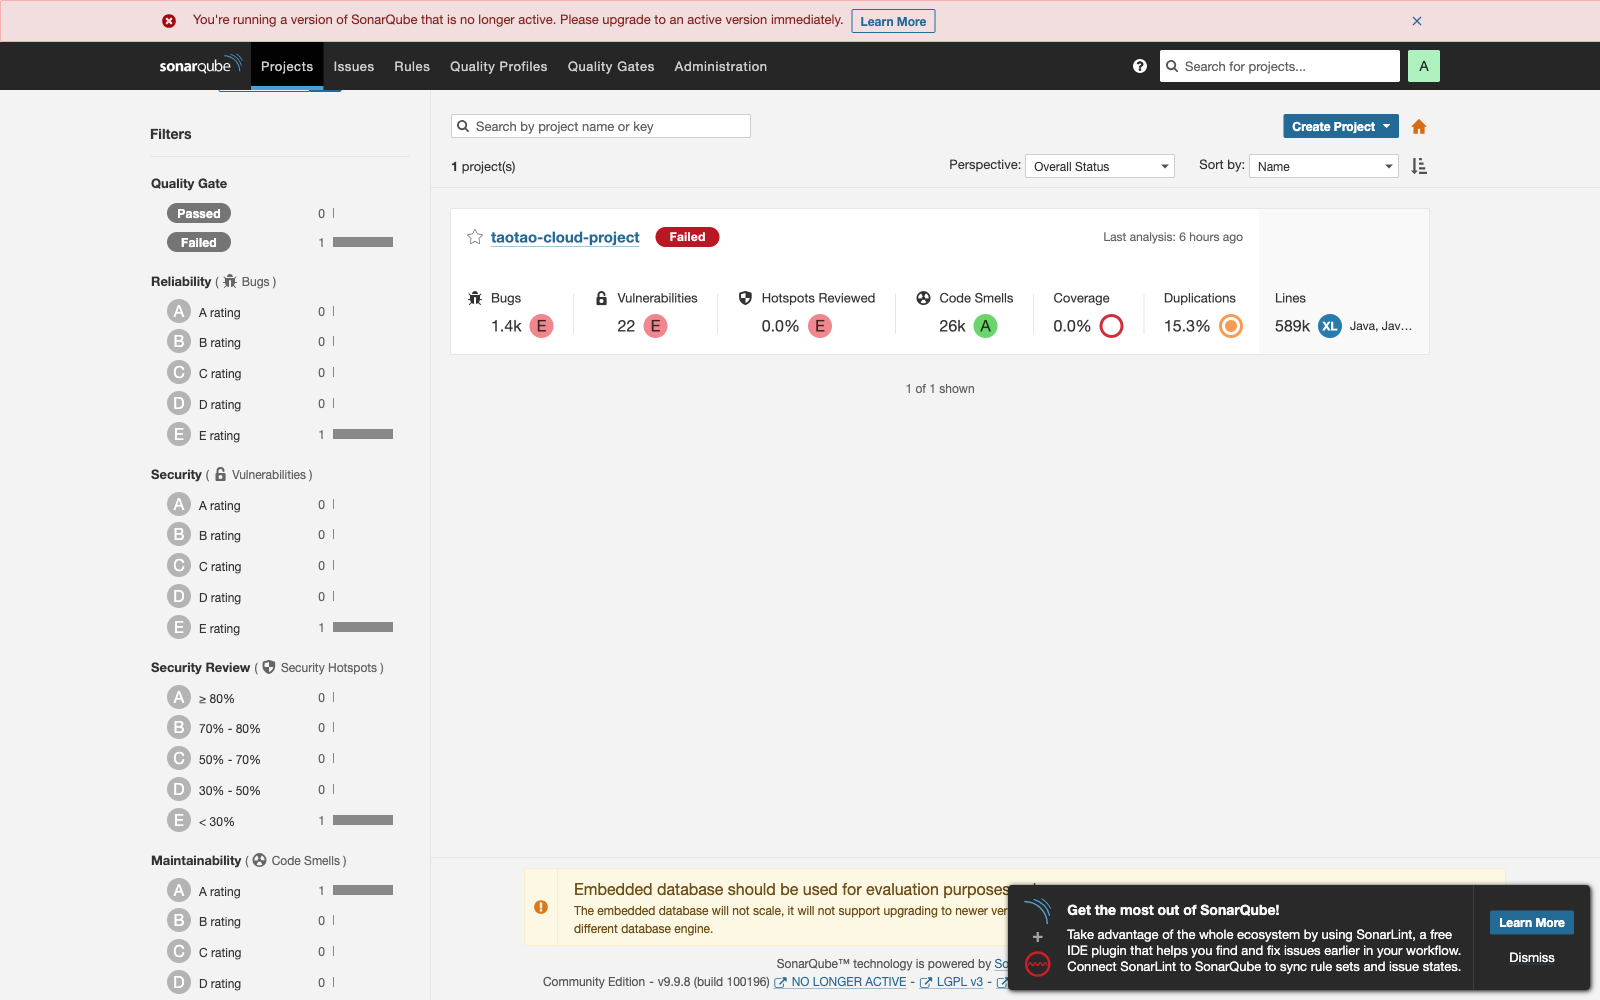 You're running a version of SonarQube that is no longer active. Please upgrade to an active version immediately. Learn More
sonarqube Projects Issues Rules Quality Profiles Quality Gates Administration Search for projects... A
Filters
Quality Gate
Passed 0
Failed 1
Reliability ( Bugs )
A A rating 0
B B rating 0
C C rating 0
D D rating 0
E E rating 1
Security ( Vulnerabilities )
A A rating 0
B B rating 0
C C rating 0
D D rating 0
E E rating 1
Security Review ( Security Hotspots )
A ≥ 80% 0
B 70% - 80% 0
C 50% - 70% 0
D 30% - 50% 0
E < 30% 1
Maintainability ( Code Smells )
A A rating 1
B B rating 0
C C rating 0
D D rating 0
Search by project name or key
Create Project
1 project(s)
Perspective: Overall Status
Sort by: Name
taotao-cloud-project Failed
Last analysis: 6 hours ago
Bugs Vulnerabilities Hotspots Reviewed Code Smells Coverage Duplications Lines
1.4k E 22 E 0.0% E 26k A 0.0% 15.3% 589k XL Java, Jav...
1 of 1 shown
Embedded database should be used for evaluation purposes
The embedded database will not scale, it will not support upgrading to newer ver
different database engine.
SonarQube™ technology is powered by So
Community Edition - v9.9.8 (build 100196) NO LONGER ACTIVE - LGPL v3 -
Get the most out of SonarQube!
Take advantage of the whole ecosystem by using SonarLint, a free
IDE plugin that helps you find and fix issues earlier in your workflow.
Connect SonarLint to SonarQube to sync rule sets and issue states.
Learn More
Dismiss